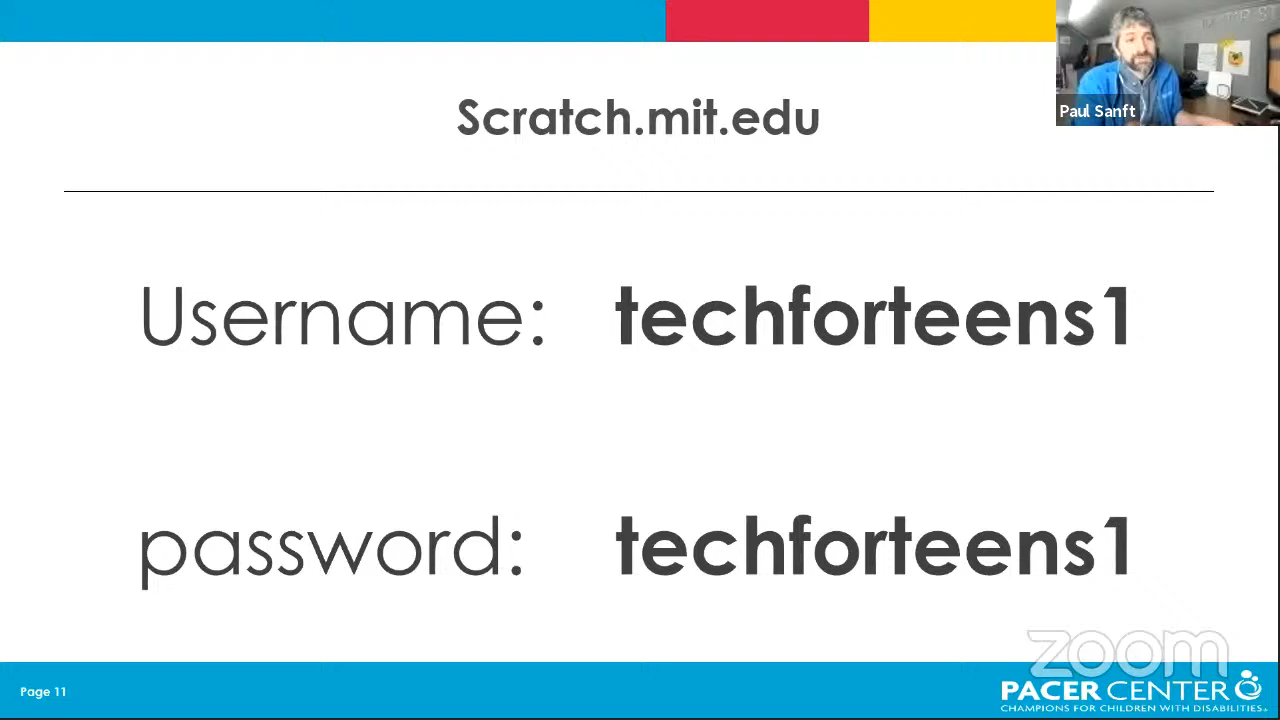 Scratch.mit.edu
Paul Sanft
Username: techforteens1
password: techforteens1
zoom
Page 11
PACER CENTER
CHAMPIONS FOR CHILDREN WITH DISABILITIES